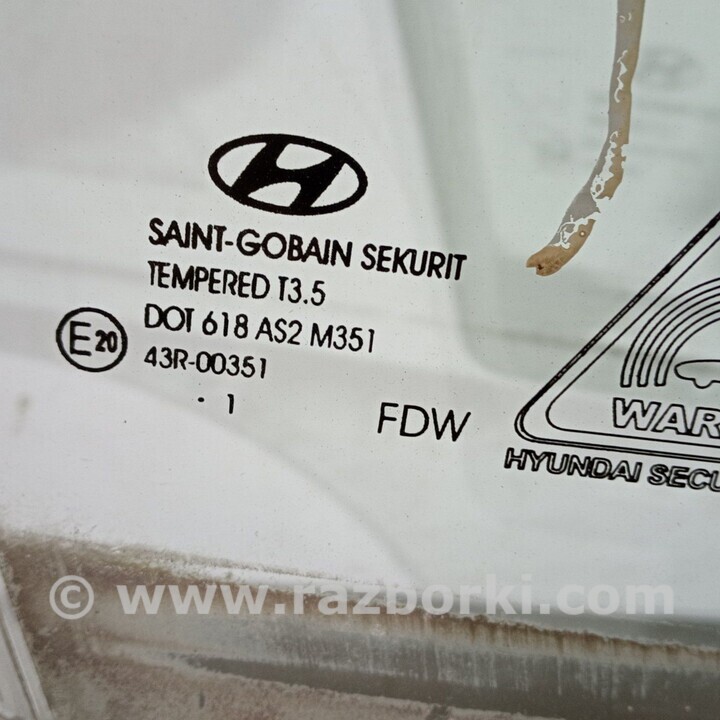 SAINT-GOBAIN SEKURIT
TEMPERED T3.5
DOT 618 AS2 M351
E20 43R-00351
. 1
FDW
HYUNDAI
© www.razborki.com